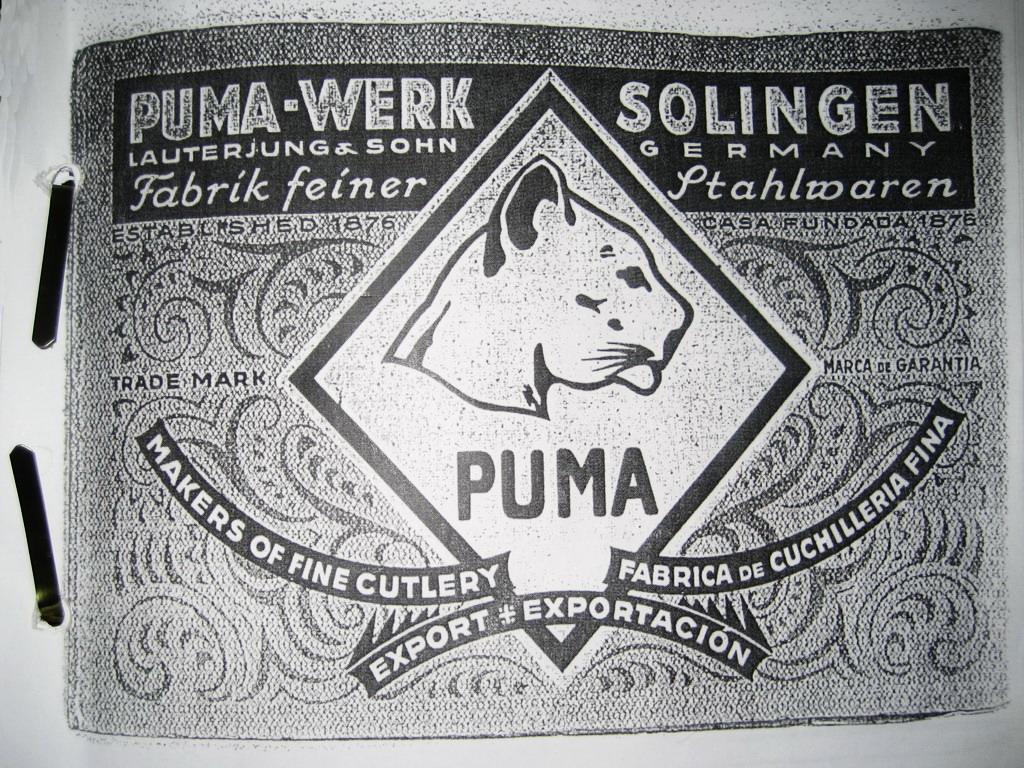 PUMA-WERK
LAUTERJUNG & SOHN
Fabrik feiner
ESTABLISHED 1876
SOLINGEN
GERMANY
Stahlwaren
CASA FUNDADA 1876
TRADE MARK
MARCA DE GARANTIA
PUMA
MAKERS OF FINE CUTLERY
FABRICA DE CUCHILLERIA FINA
EXPORT + EXPORTACIÓN